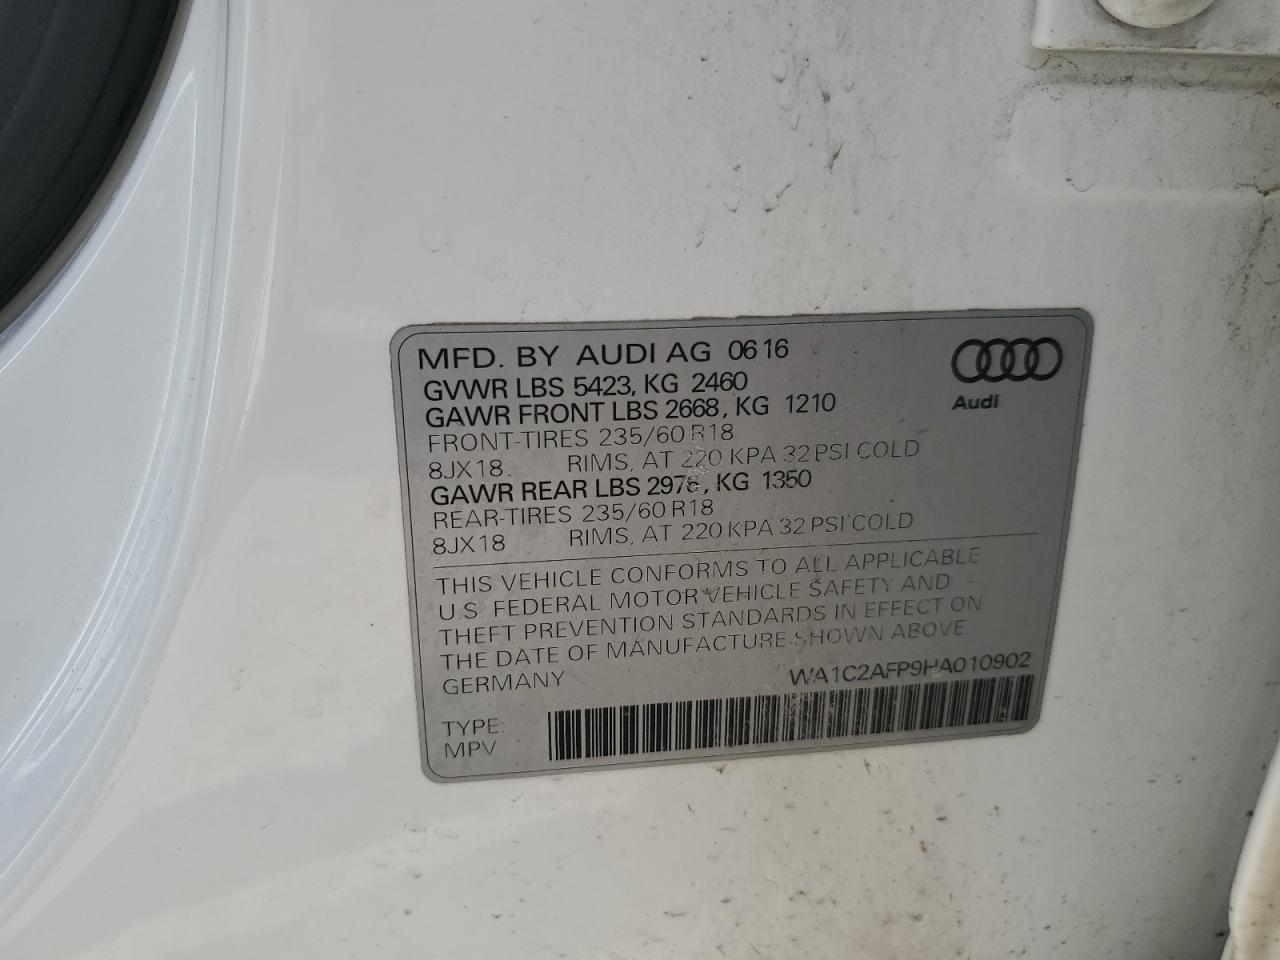 MFD. BY AUDI AG 0616
GVWR LBS 5423, KG 2460
GAWR FRONT LBS 2668, KG 1210
FRONT-TIRES 235/60 R18
8JX18 RIMS, AT 220 KPA 32 PSI COLD
GAWR REAR LBS 2976, KG 1350
REAR-TIRES 235/60 R18
8JX18 RIMS, AT 220 KPA 32 PSI COLD
Audi
THIS VEHICLE CONFORMS TO ALL APPLICABLE
U.S. FEDERAL MOTOR VEHICLE SAFETY AND
THEFT PREVENTION STANDARDS IN EFFECT ON
THE DATE OF MANUFACTURE SHOWN ABOVE
GERMANY WA1C2AFP9HA010902
TYPE:
MPV